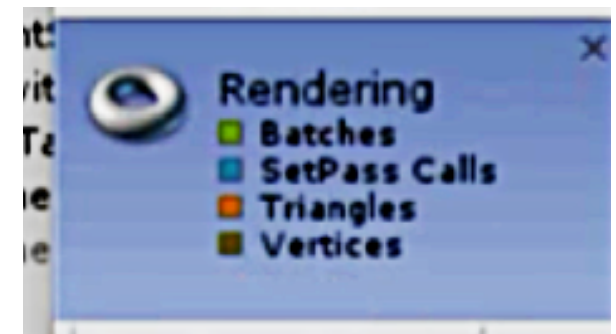 Rendering
Batches
SetPass Calls
Triangles
Vertices